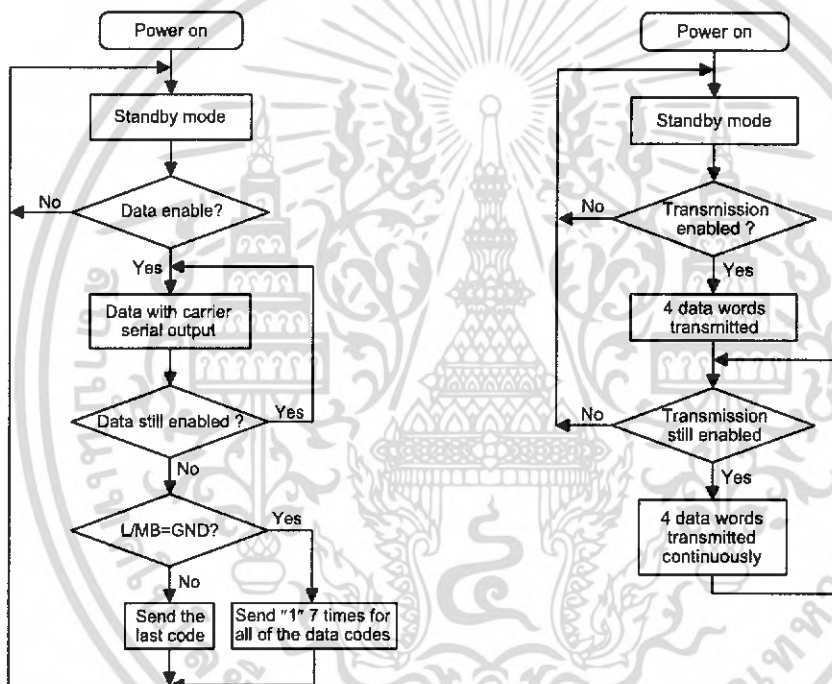 Power on
Standby mode
Data enable?
No
Yes
Data with carrier
serial output
Data still enabled ?
Yes
No
L/MB=GND?
Yes
No
Send the
last code
Send "1" 7 times for
all of the data codes
Power on
Standby mode
Transmission
enabled ?
No
Yes
4 data words
transmitted
Transmission
still enabled
No
Yes
4 data words
transmitted
continuously